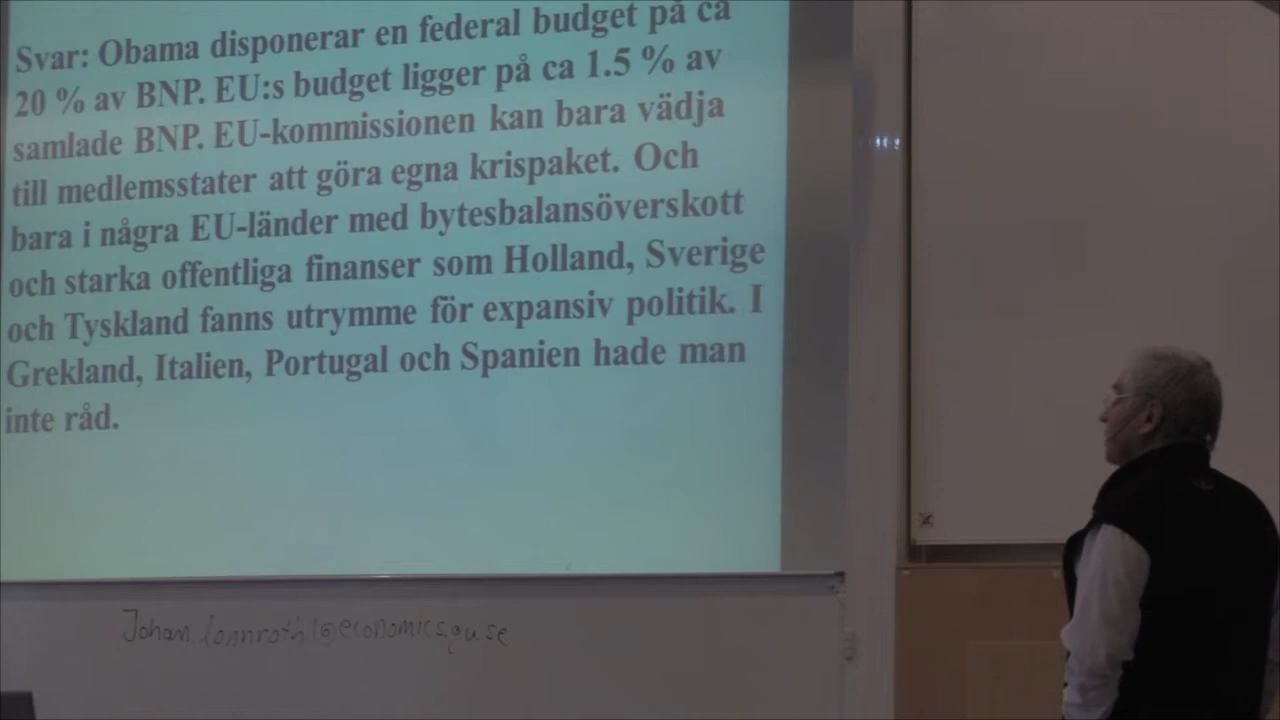 Svar: Obama disponerar en federal budget på ca
20 % av BNP. EU:s budget ligger på ca 1.5 % av
samlade BNP. EU-kommissionen kan bara vädja
till medlemsstater att göra egna krispaket. Och
bara i några EU-länder med bytesbalansöverskott
och starka offentliga finanser som Holland, Sverige
och Tyskland fanns utrymme för expansiv politik. I
Grekland, Italien, Portugal och Spanien hade man
inte råd.
Johan.lonnroth@economics.gu.se